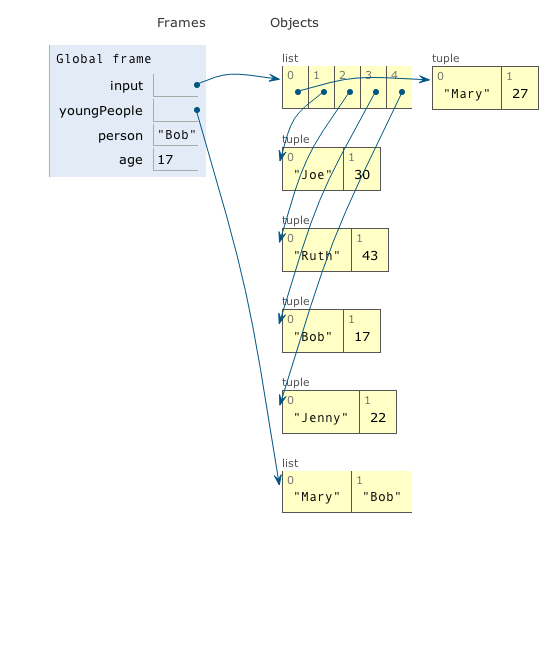 Frames Objects
Global frame
input
youngPeople
person "Bob"
age 17
list
0 1 2 3 4
tuple
0 1
"Mary" 27
tuple
0 1
"Joe" 30
tuple
0 1
"Ruth" 43
tuple
0 1
"Bob" 17
tuple
0 1
"Jenny" 22
list
0 1
"Mary" "Bob"